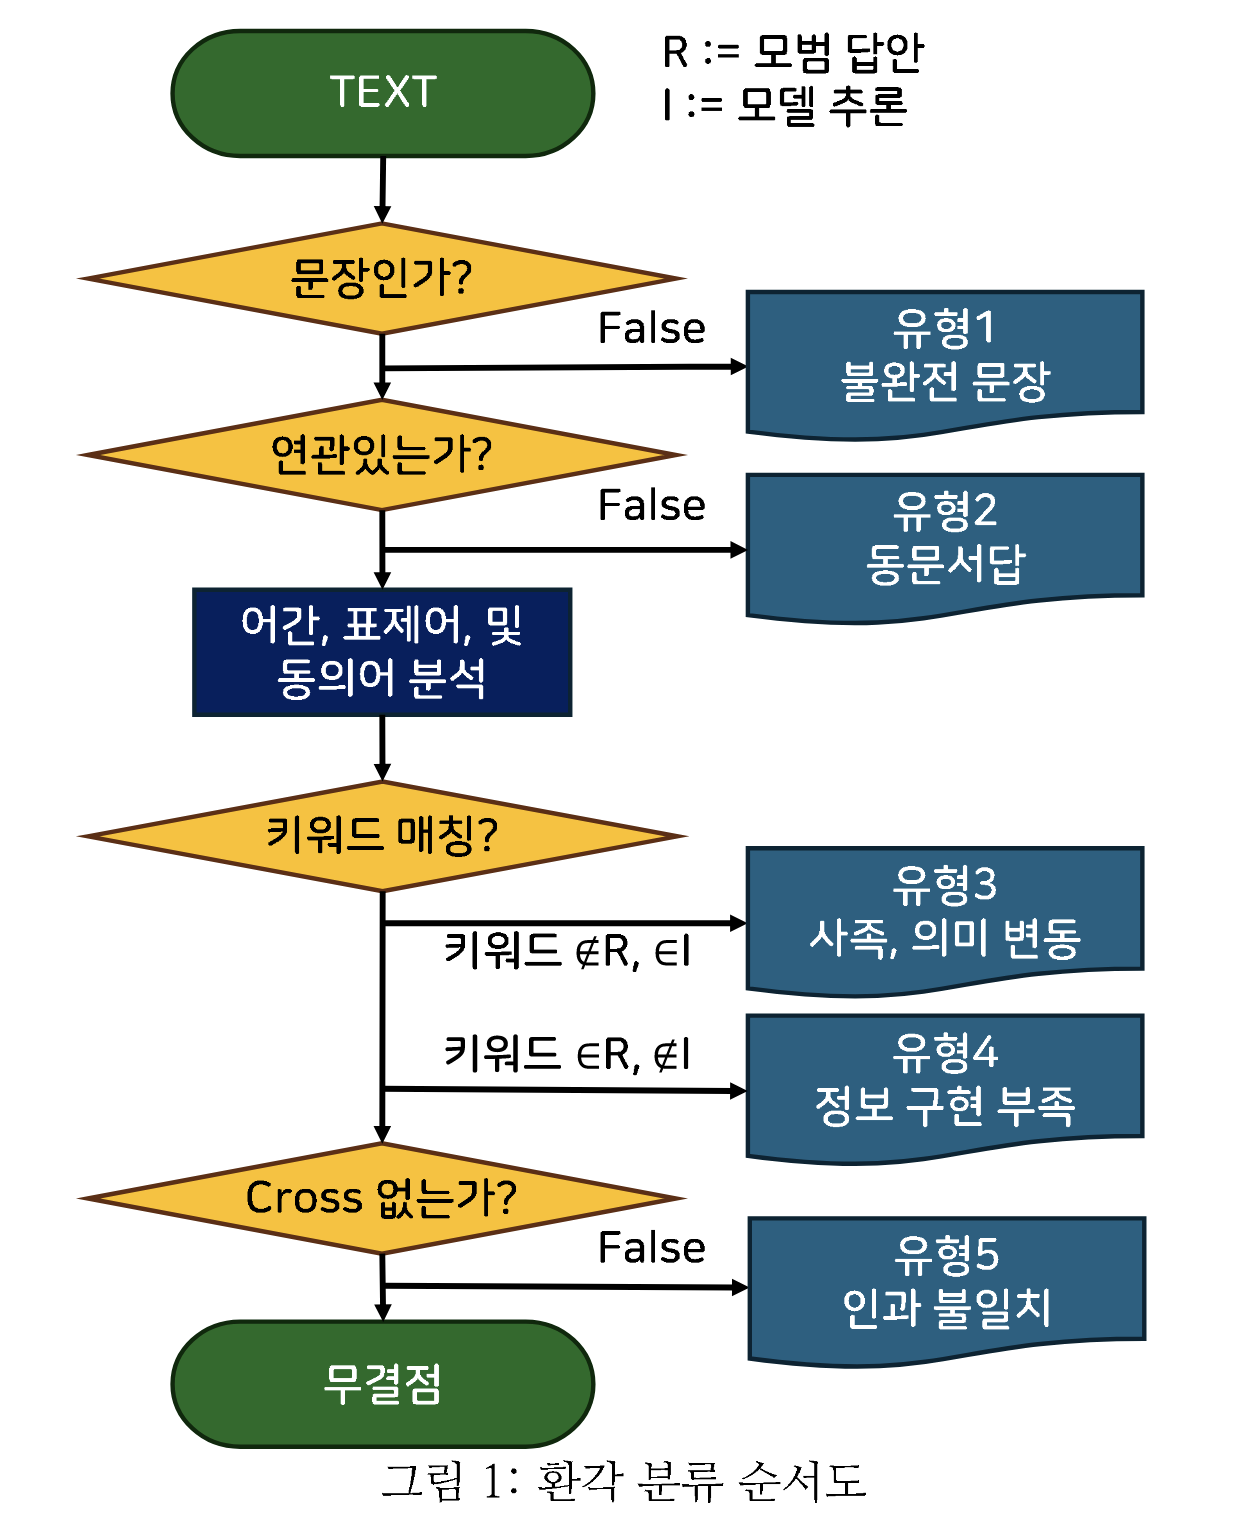 TEXT
R := 모범 답안
I := 모델 추론
문장인가?
False
유형1
불완전 문장
연관있는가?
False
유형2
동문서답
어간, 표제어, 및
동의어 분석
키워드 매칭?
유형3
사족, 의미 변동
키워드 ∉R, ∈I
키워드 ∈R, ∉I
유형4
정보 구현 부족
Cross 없는가?
False
유형5
인과 불일치
무결점
그림 1: 환각 분류 순서도